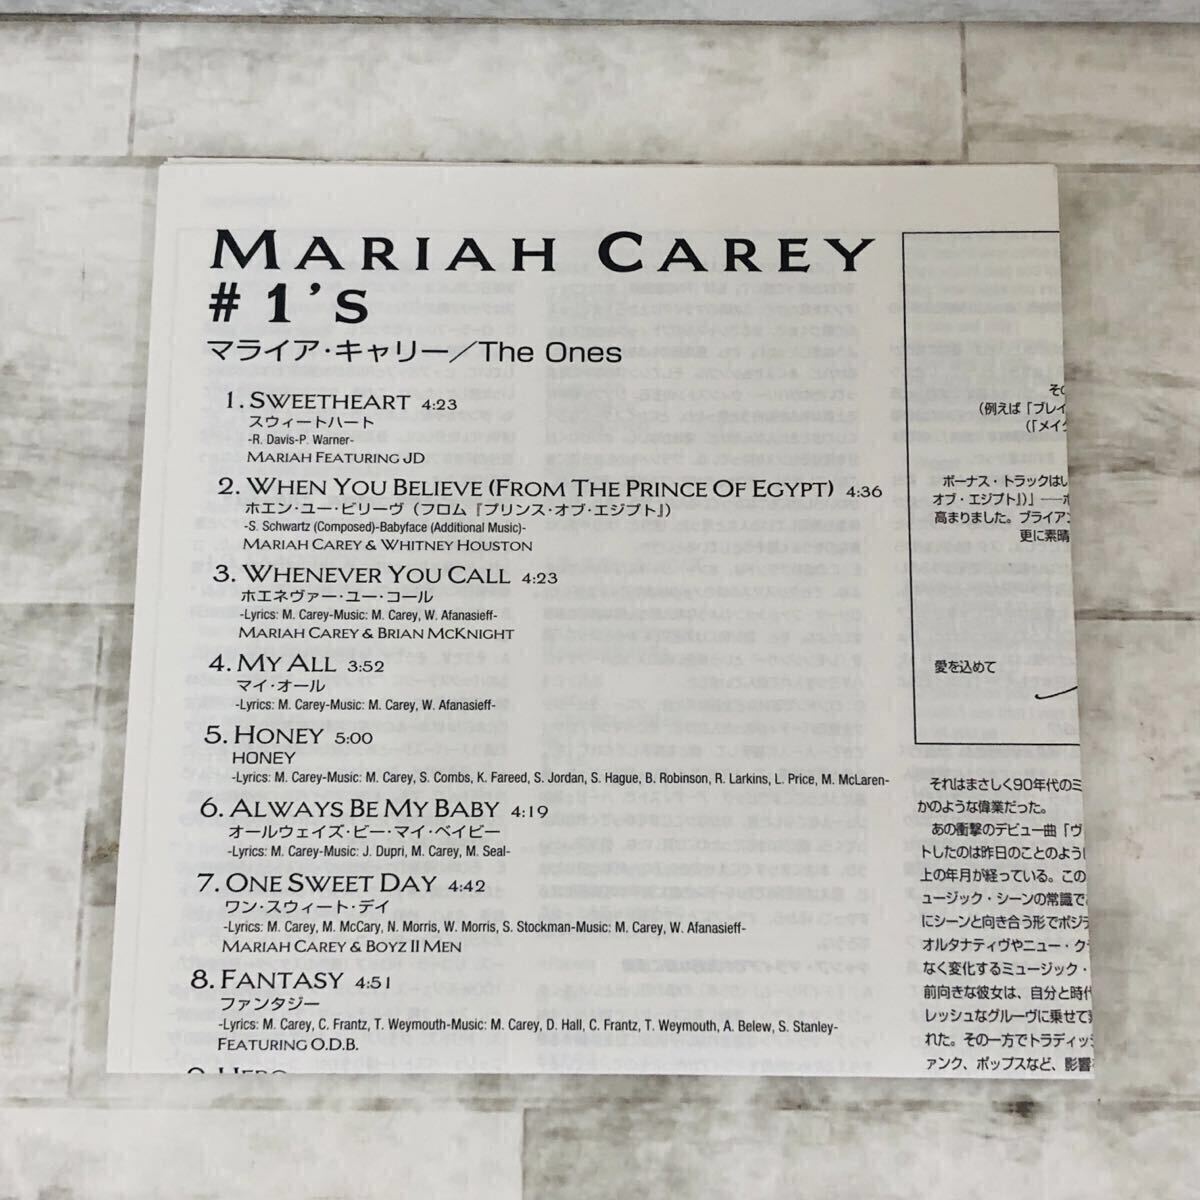 MARIAH CAREY
# 1's
マライア・キャリー／The Ones
1. SWEETHEART 4:23
スウィートハート
-R. Davis-P. Warner-
MARIAH FEATURING JD
2. WHEN YOU BELIEVE (FROM THE PRINCE OF EGYPT) 4:36
ホエン・ユー・ビリーヴ（フロム『プリンス・オブ・エジプト』）
-S. Schwartz (Composed)-Babyface (Additional Music)-
MARIAH CAREY & WHITNEY HOUSTON
3. WHENEVER YOU CALL 4:23
ホエネヴァー・ユー・コール
-Lyrics: M. Carey-Music: M. Carey, W. Afanasieff-
MARIAH CAREY & BRIAN MCKNIGHT
4. MY ALL 3:52
マイ・オール
-Lyrics: M. Carey-Music: M. Carey, W. Afanasieff-
5. HONEY 5:00
HONEY
-Lyrics: M. Carey-Music: M. Carey, S. Combs, K. Fareed, S. Jordan, S. Hague, B. Robinson, R. Larkins, L. Price, M. McLaren-
6. ALWAYS BE MY BABY 4:19
オールウェイズ・ビー・マイ・ベイビー
-Lyrics: M. Carey-Music: J. Dupri, M. Carey, M. Seal-
7. ONE SWEET DAY 4:42
ワン・スウィート・デイ
-Lyrics: M. Carey, M. McCary, N. Morris, W. Morris, S. Stockman-Music: M. Carey, W. Afanasieff-
MARIAH CAREY & BOYZ II MEN
8. FANTASY 4:51
ファンタジー
-Lyrics: M. Carey, C. Frantz, T. Weymouth-Music: M. Carey, D. Hall, C. Frantz, T. Weymouth, A. Belew, S. Stanley-
FEATURING O.D.B.
9. HERO
その
（例えば「ブレイ
（「メイク
ボーナス・トラックはい
オブ・エジプト』）」――ホ
高まりました。ブライアン
更に素晴
愛を込めて
それはまさしく90年代のミ
かのような偉業だった。
あの衝撃のデビュー曲「ヴ
トしたのは昨日のことのように
上の年月が経っている。この
ュージック・シーンの常識で
にシーンと向き合う形でポジラ
オルタナティヴやニュー・クラ
なく変化するミュージック・
前向きな彼女は、自分と時代
レッシュなグルーヴに乗せて
れた。その一方でトラディッシ
ァンク、ポップスなど、影響を